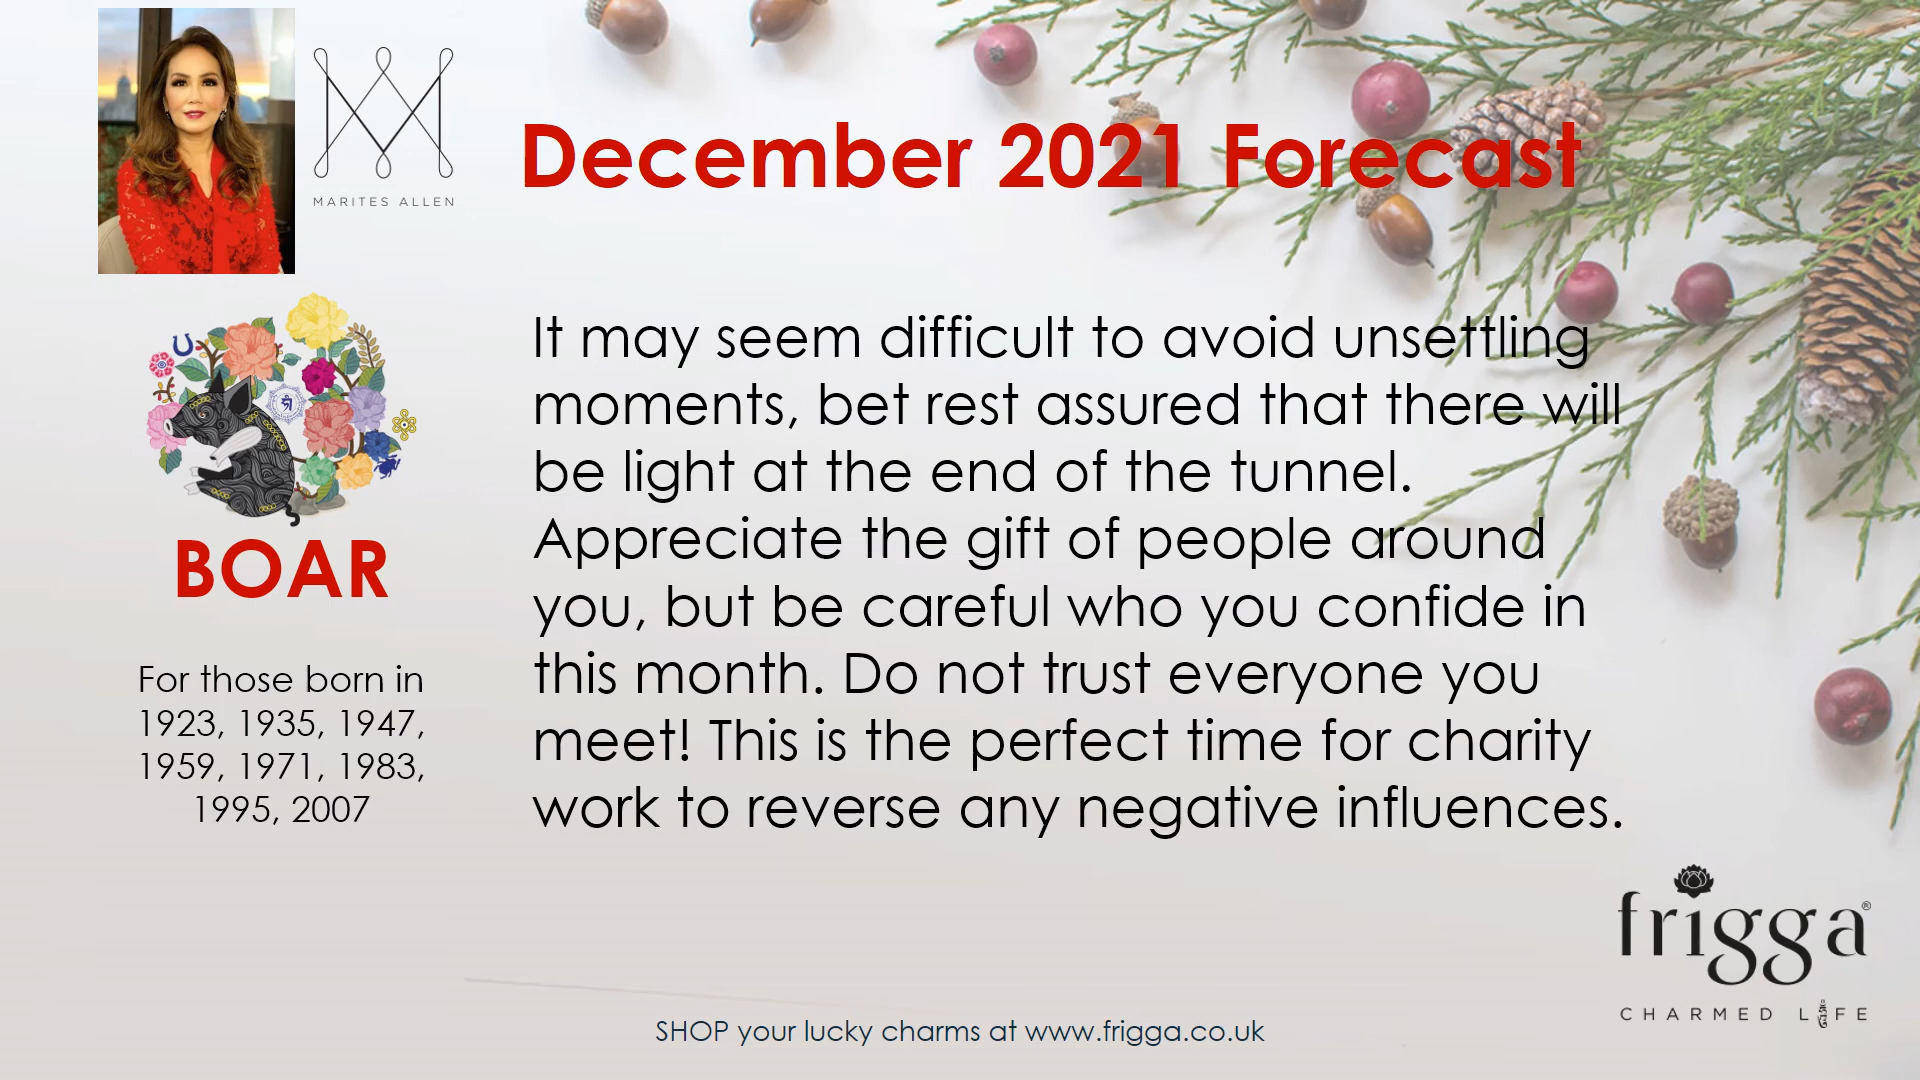 MARITES ALLEN
December 2021 Forecast
BOAR
For those born in
1923, 1935, 1947,
1959, 1971, 1983,
1995, 2007
It may seem difficult to avoid unsettling
moments, bet rest assured that there will
be light at the end of the tunnel.
Appreciate the gift of people around
you, but be careful who you confide in
this month. Do not trust everyone you
meet! This is the perfect time for charity
work to reverse any negative influences.
frigga®
CHARMED LIFE
SHOP your lucky charms at www.frigga.co.uk